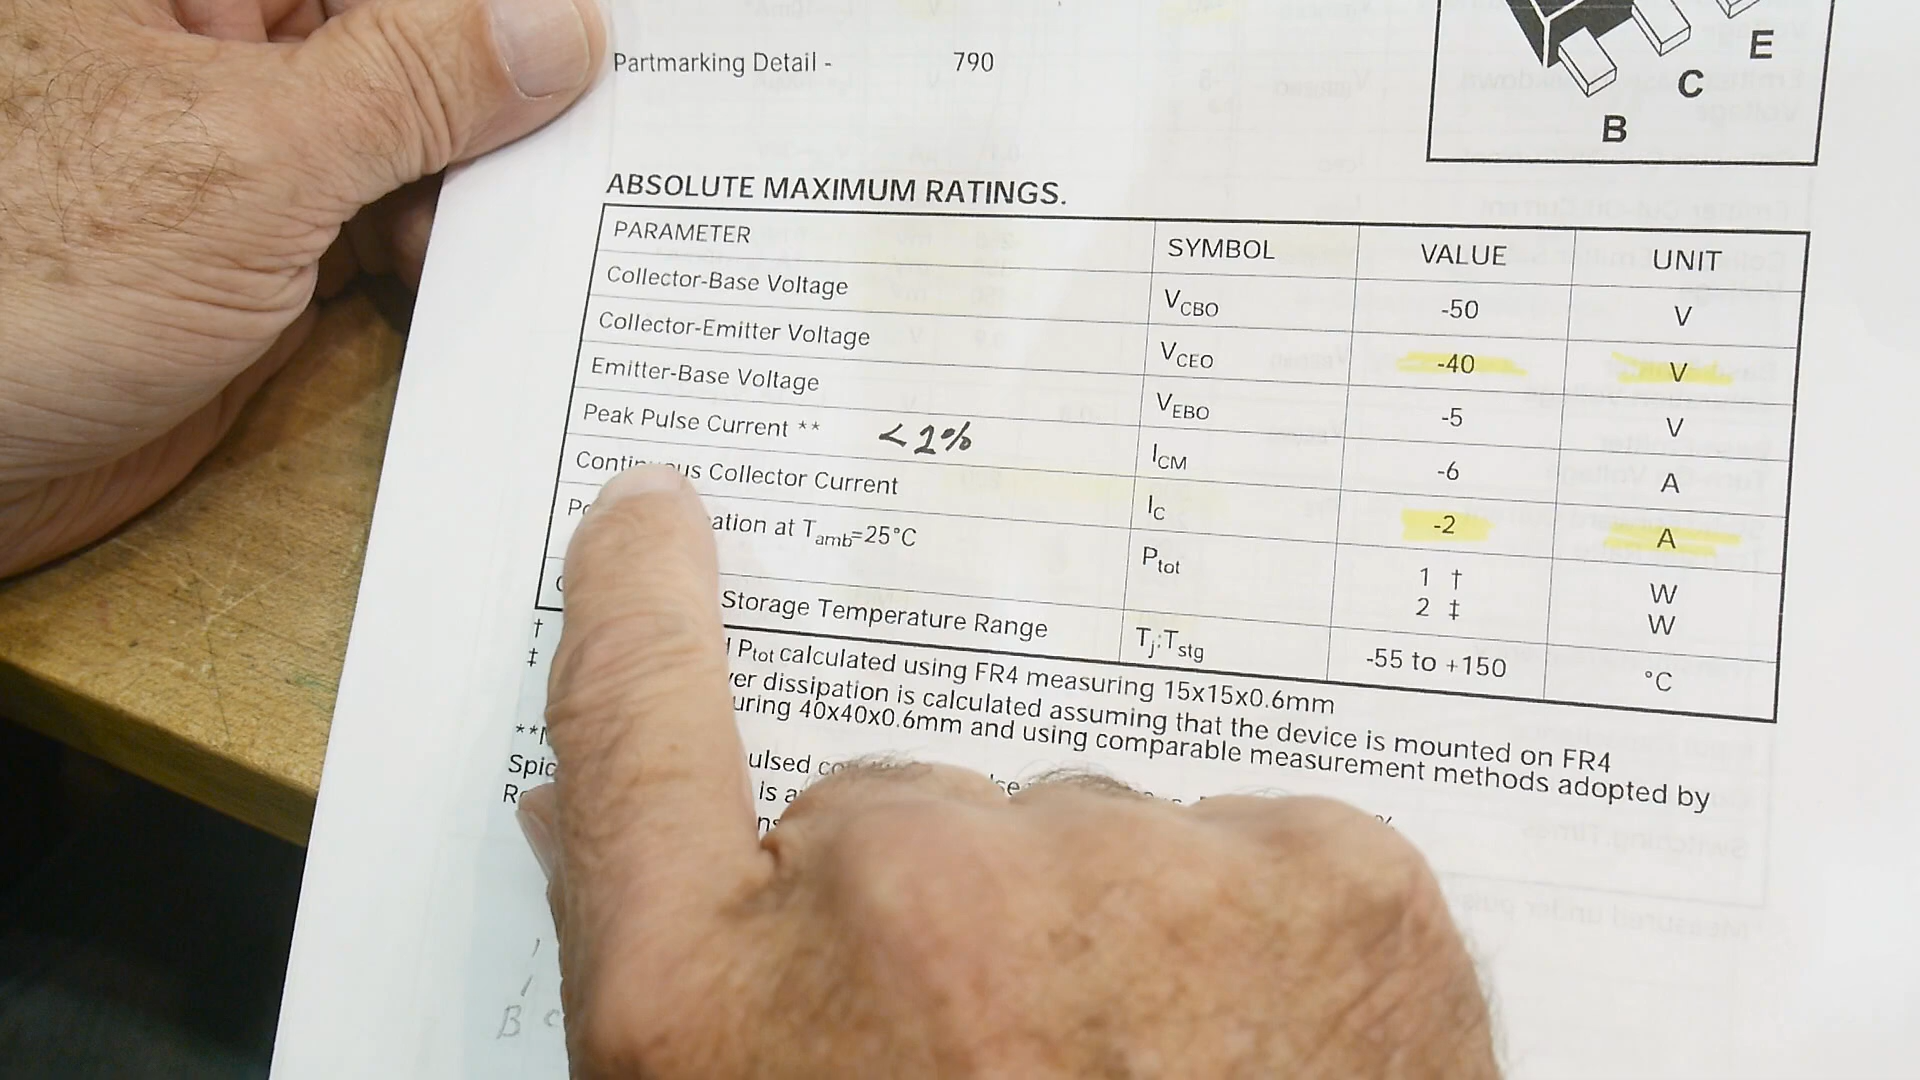 Partmarking Detail - 790
E
C
B
ABSOLUTE MAXIMUM RATINGS.
PARAMETER SYMBOL VALUE UNIT
Collector-Base Voltage VCBO -50 V
Collector-Emitter Voltage VCEO -40 V
Emitter-Base Voltage VEBO -5 V
Peak Pulse Current ** <2% ICM -6 A
Continuous Collector Current IC -2 A
ation at Tamb=25°C Ptot 1 † W
2 ‡ W
Storage Temperature Range Tj:Tstg -55 to +150 °C
† Ptot calculated using FR4 measuring 15x15x0.6mm
‡ dissipation is calculated assuming that the device is mounted on FR4
40x40x0.6mm and using comparable measurement methods adopted by
**
is
B C